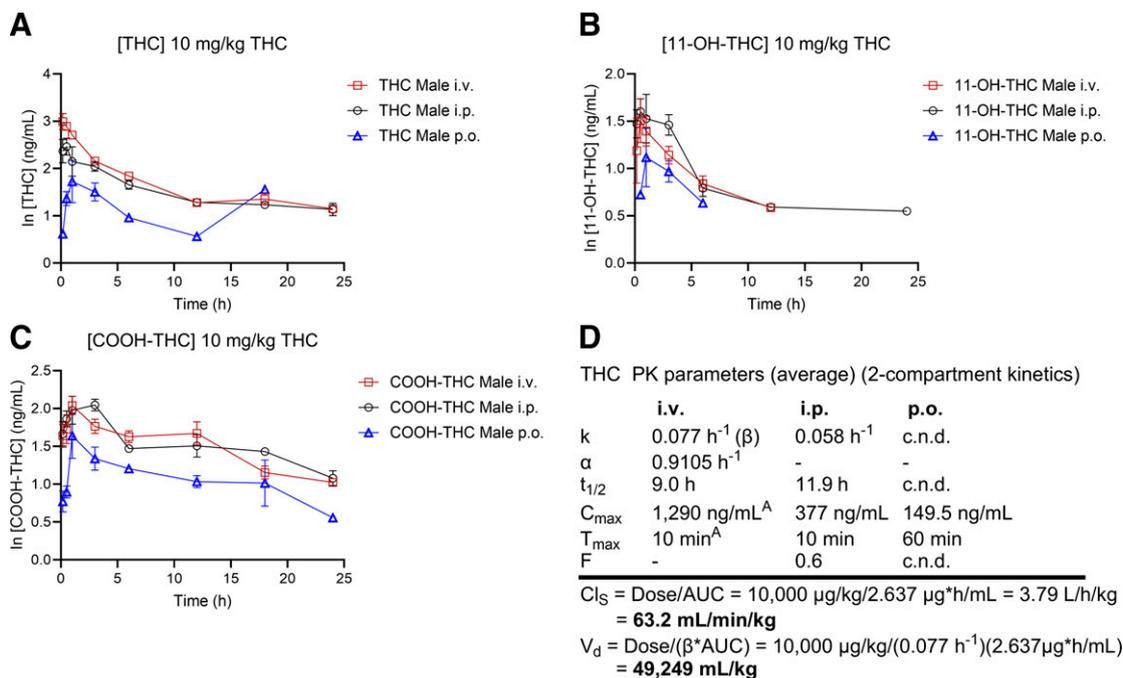 A
[THC] 10 mg/kg THC
ln [THC] (ng/mL)
4
3
2
1
0
0 5 10 15 20 25
Time (h)
THC Male i.v.
THC Male i.p.
THC Male p.o.
B
[11-OH-THC] 10 mg/kg THC
ln [11-OH-THC] (ng/mL)
2.0
1.5
1.0
0.5
0.0
0 5 10 15 20 25
Time (h)
11-OH-THC Male i.v.
11-OH-THC Male i.p.
11-OH-THC Male p.o.
C
[COOH-THC] 10 mg/kg THC
ln [COOH-THC] (ng/mL)
2.5
2.0
1.5
1.0
0.5
0.0
0 5 10 15 20 25
Time (h)
COOH-THC Male i.v.
COOH-THC Male i.p.
COOH-THC Male p.o.
D
THC PK parameters (average) (2-compartment kinetics)
i.v. i.p. p.o.
k 0.077 h⁻¹ (β) 0.058 h⁻¹ c.n.d.
α 0.9105 h⁻¹ - -
t1/2 9.0 h 11.9 h c.n.d.
Cmax 1,290 ng/mLᴬ 377 ng/mL 149.5 ng/mL
Tmax 10 minᴬ 10 min 60 min
F - 0.6 c.n.d.
ClS = Dose/AUC = 10,000 µg/kg/2.637 µg*h/mL = 3.79 L/h/kg
= 63.2 mL/min/kg
Vd = Dose/(β*AUC) = 10,000 µg/kg/(0.077 h⁻¹)(2.637µg*h/mL)
= 49,249 mL/kg